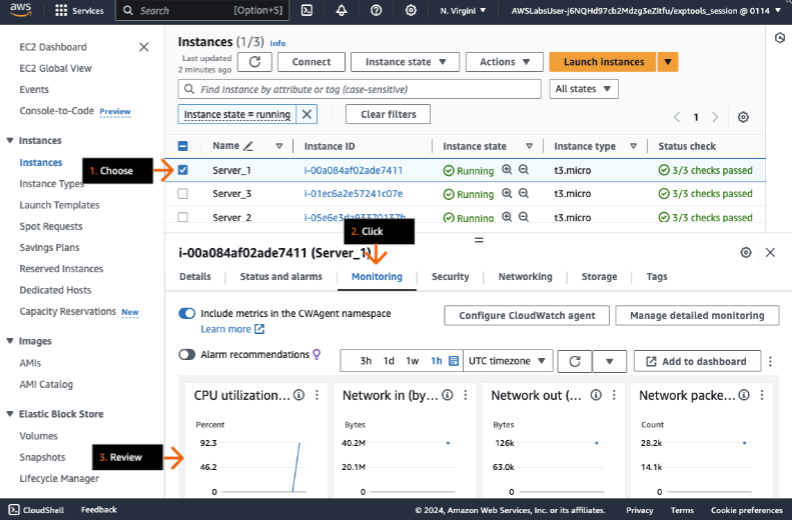 aws Services Search [Option+S] N. Virgini AWSLabsUser-j6NQHd97cb2Mdzg3eZitfu/exptools_session @ 0114
EC2 Dashboard
EC2 Global View
Events
Console-to-Code Preview
Instances
Instances
Instance Types
Launch Templates
Spot Requests
Savings Plans
Reserved Instances
Dedicated Hosts
Capacity Reservations New
Images
AMIs
AMI Catalog
Elastic Block Store
Volumes
Snapshots
Lifecycle Manager
1. Choose
2. Click
3. Review
Instances (1/3) Info
Last updated
2 minutes ago
Connect Instance state Actions Launch instances
Find Instance by attribute or tag (case-sensitive) All states
Instance state = running Clear filters
1
Name Instance ID Instance state Instance type Status check
Server_1 i-00a084af02ade7411 Running t3.micro 3/3 checks passed
Server_3 i-01ec6a2e57241c07e Running t3.micro 3/3 checks passed
Server_2 Running t3.micro 3/3 checks passed
i-00a084af02ade7411 (Server_1)
Details Status and alarms Monitoring Security Networking Storage Tags
Include metrics in the CWAgent namespace
Learn more
Configure CloudWatch agent Manage detailed monitoring
Alarm recommendations
3h 1d 1w 1h UTC timezone Add to dashboard
CPU utilization... Network in (by... Network out (... Network packe...
Percent Bytes Bytes Count
92.3 40.2M 126k 28.2k
46.2 20.1M 63.0k 14.1k
0 0 0 0
CloudShell Feedback © 2024, Amazon Web Services, Inc. or its affiliates. Privacy Terms Cookie preferences